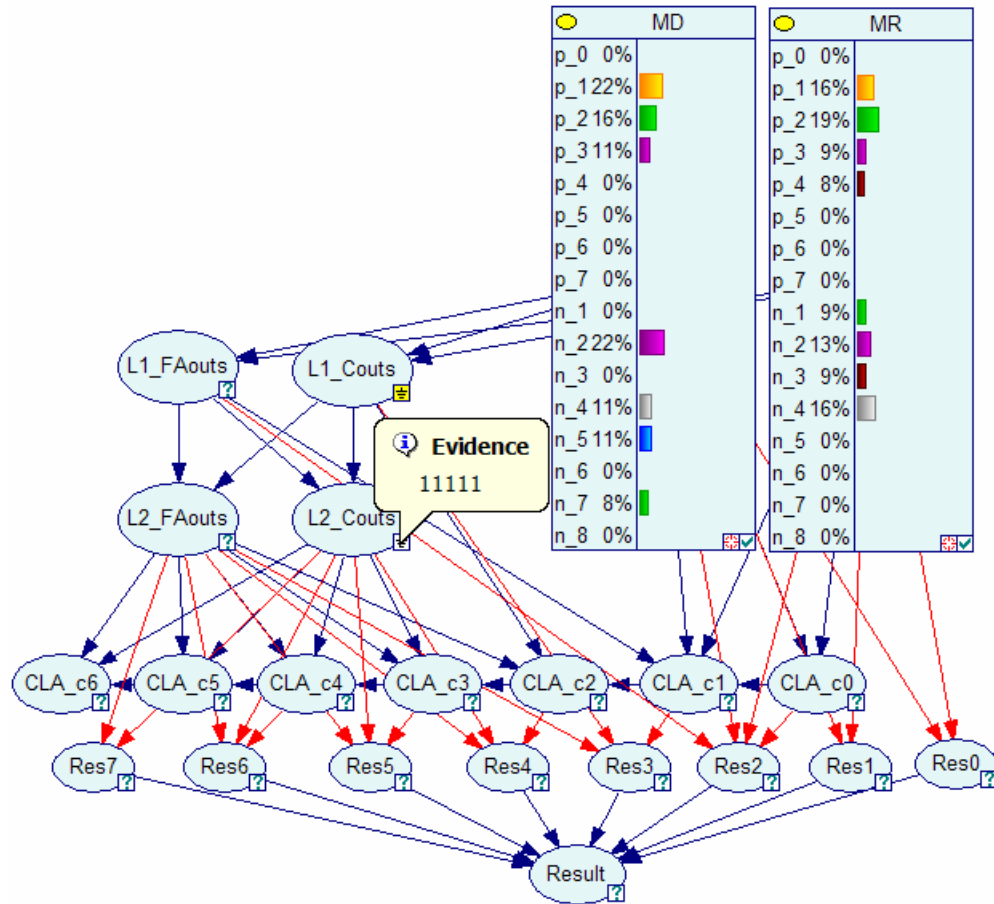 MD
p_0 0%
p_1 22%
p_2 16%
p_3 11%
p_4 0%
p_5 0%
p_6 0%
p_7 0%
n_1 0%
n_2 22%
n_3 0%
n_4 11%
n_5 11%
n_6 0%
n_7 8%
n_8 0%
MR
p_0 0%
p_1 16%
p_2 19%
p_3 9%
p_4 8%
p_5 0%
p_6 0%
p_7 0%
n_1 9%
n_2 13%
n_3 9%
n_4 16%
n_5 0%
n_6 0%
n_7 0%
n_8 0%
L1_FAouts ?
L1_Couts
Evidence
11111
L2_FAouts ?
L2_Couts
CLA_c6 ?
CLA_c5 ?
CLA_c4 ?
CLA_c3 ?
CLA_c2 ?
CLA_c1 ?
CLA_c0 ?
Res7 ?
Res6 ?
Res5 ?
Res4 ?
Res3 ?
Res2 ?
Res1 ?
Res0 ?
Result ?